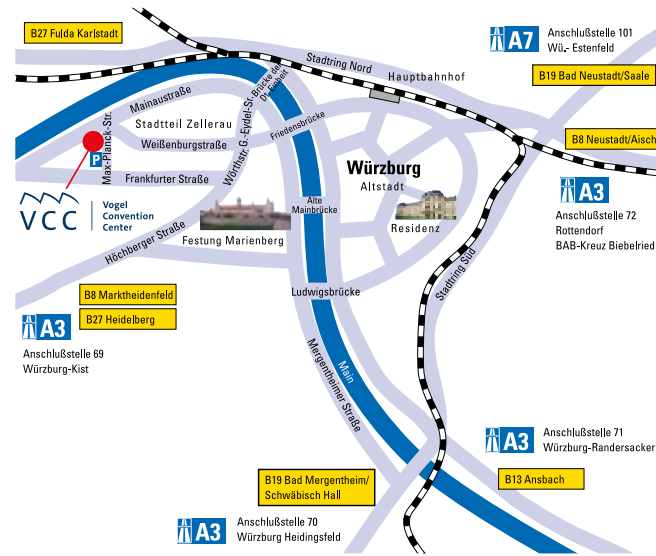 B27 Fulda Karlstadt
Stadtring Nord
A7
Anschlußstelle 101
Wü.- Estenfeld
Hauptbahnhof
B19 Bad Neustadt/Saale
Brücke der
Dt. Einheit
Mainaustraße
Max-Planck-Str.
Stadtteil Zellerau
G.-Eydel-St.
Wörthstr.
Friedensbrücke
B8 Neustadt/Aisch
Weißenburgstraße
P
Frankfurter Straße
Würzburg
Altstadt
A3
Anschlußstelle 72
Rottendorf
BAB-Kreuz Biebelried
VCC
Vogel
Convention
Center
Alte
Mainbrücke
Residenz
Festung Marienberg
Höchberger Straße
Stadtring Süd
B8 Marktheidenfeld
B27 Heidelberg
Ludwigsbrücke
A3
Anschlußstelle 69
Würzburg-Kist
Mergentheimer Straße
Main
A3
Anschlußstelle 71
Würzburg-Randersacker
B19 Bad Mergentheim/
Schwäbisch Hall
B13 Ansbach
A3
Anschlußstelle 70
Würzburg Heidingsfeld